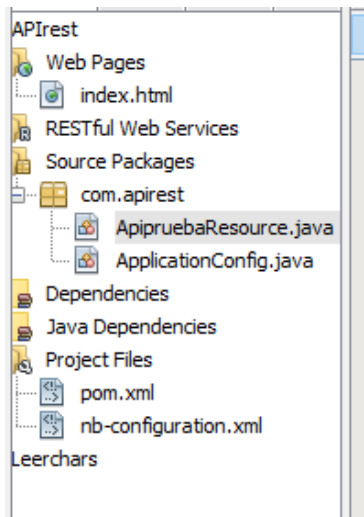 APIrest
Web Pages
index.html
RESTful Web Services
Source Packages
com.apirest
ApipruebaResource.java
ApplicationConfig.java
Dependencies
Java Dependencies
Project Files
pom.xml
nb-configuration.xml
Leerchars